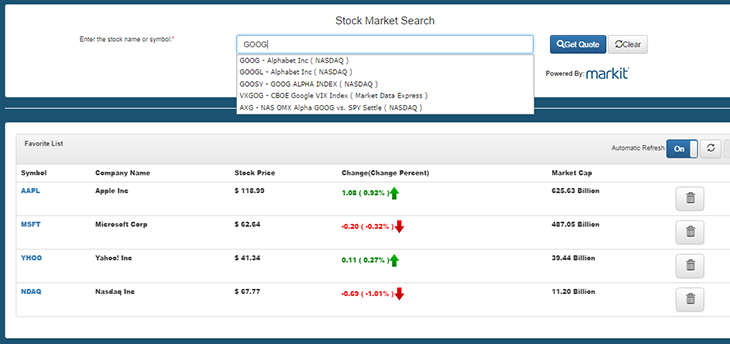 Stock Market Search
Enter the stock name or symbol:*
GOOG
Get Quote
Clear
GOOG - Alphabet Inc ( NASDAQ )
GOOGL - Alphabet Inc ( NASDAQ )
GOOSY - GOOG ALPHA INDEX ( NASDAQ )
VXGOG - CBOE Google VIX Index ( Market Data Express )
AXG - NAS OMX Alpha GOOG vs. SPY Settle ( NASDAQ )
Powered By: markit
Favorite List
Automatic Refresh: On
Symbol Company Name Stock Price Change(Change Percent) Market Cap
AAPL Apple Inc $ 118.99 1.08 ( 0.92% ) 625.63 Billion
MSFT Microsoft Corp $ 62.64 -0.20 ( -0.32% ) 487.05 Billion
YHOO Yahoo! Inc $ 41.34 0.11 ( 0.27% ) 39.44 Billion
NDAQ Nasdaq Inc $ 67.77 -0.69 ( -1.01% ) 11.20 Billion